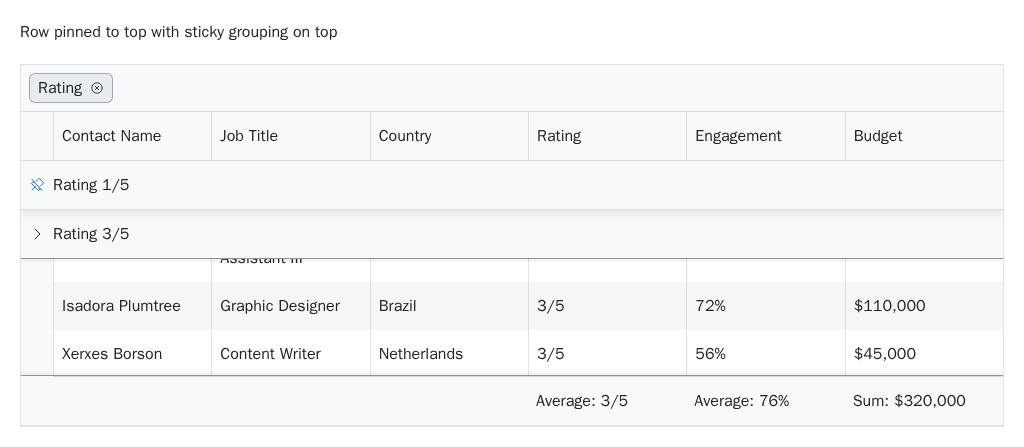 Row pinned to top with sticky grouping on top
Rating
Contact Name Job Title Country Rating Engagement Budget
Rating 1/5
Rating 3/5
Assistant III
Isadora Plumtree Graphic Designer Brazil 3/5 72% $110,000
Xerxes Borson Content Writer Netherlands 3/5 56% $45,000
Average: 3/5 Average: 76% Sum: $320,000